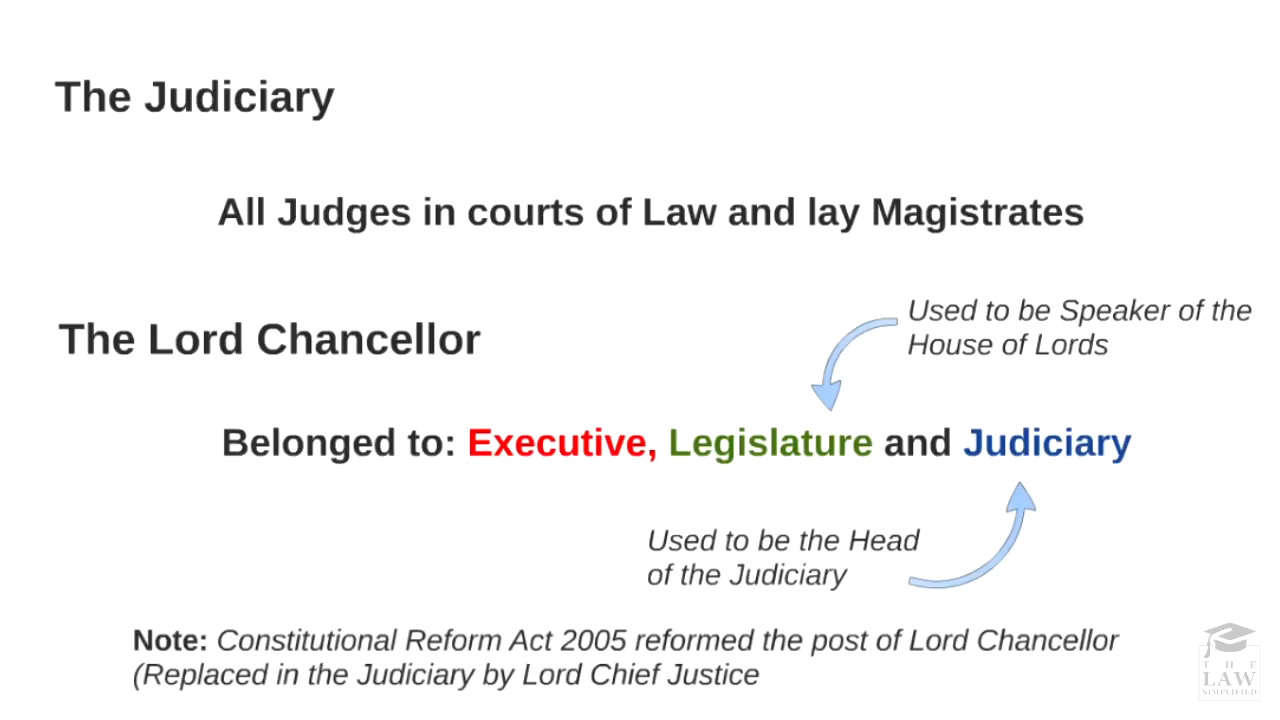 The Judiciary
All Judges in courts of Law and lay Magistrates
The Lord Chancellor
Used to be Speaker of the
House of Lords
Belonged to: Executive, Legislature and Judiciary
Used to be the Head
of the Judiciary
Note: Constitutional Reform Act 2005 reformed the post of Lord Chancellor
(Replaced in the Judiciary by Lord Chief Justice
THE
LAW
SIMPLIFIED